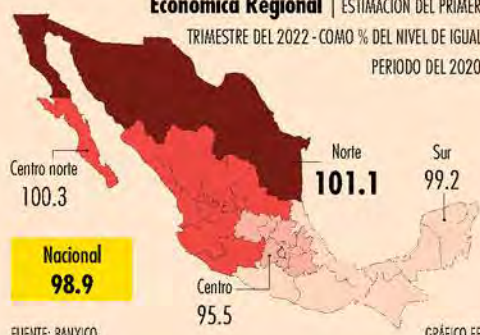 Económica Regional | ESTIMACIÓN DEL PRIMER
TRIMESTRE DEL 2022 - COMO % DEL NIVEL DE IGUAL
PERIODO DEL 2020
Norte
101.1
Sur
99.2
Centro norte
100.3
Nacional
98.9
Centro
95.5
FUENTE: BANXICO
GRÁFICO EE